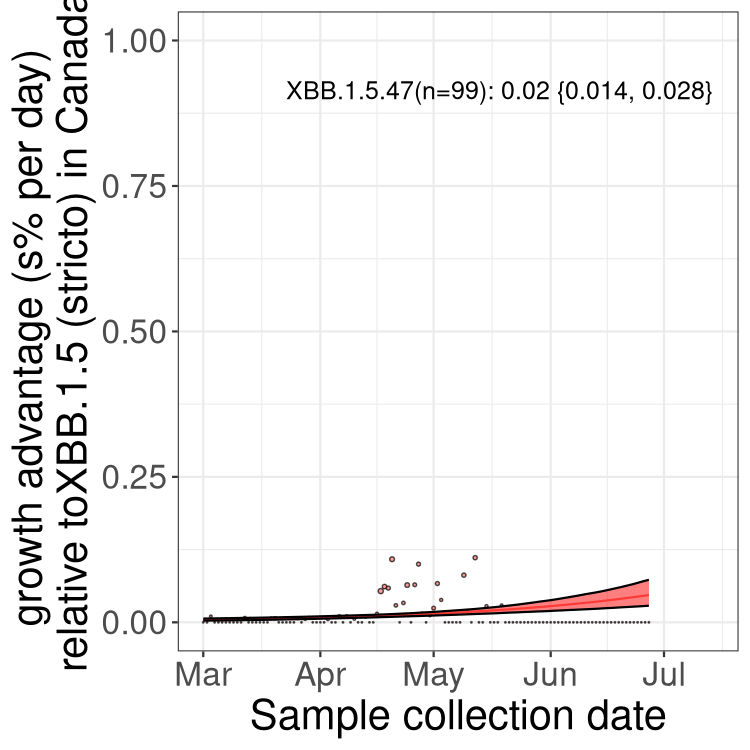 growth advantage (s% per day)
relative toXBB.1.5 (stricto) in Canada
1.00
0.75
0.50
0.25
0.00
XBB.1.5.47(n=99): 0.02 {0.014, 0.028}
Mar Apr May Jun Jul
Sample collection date